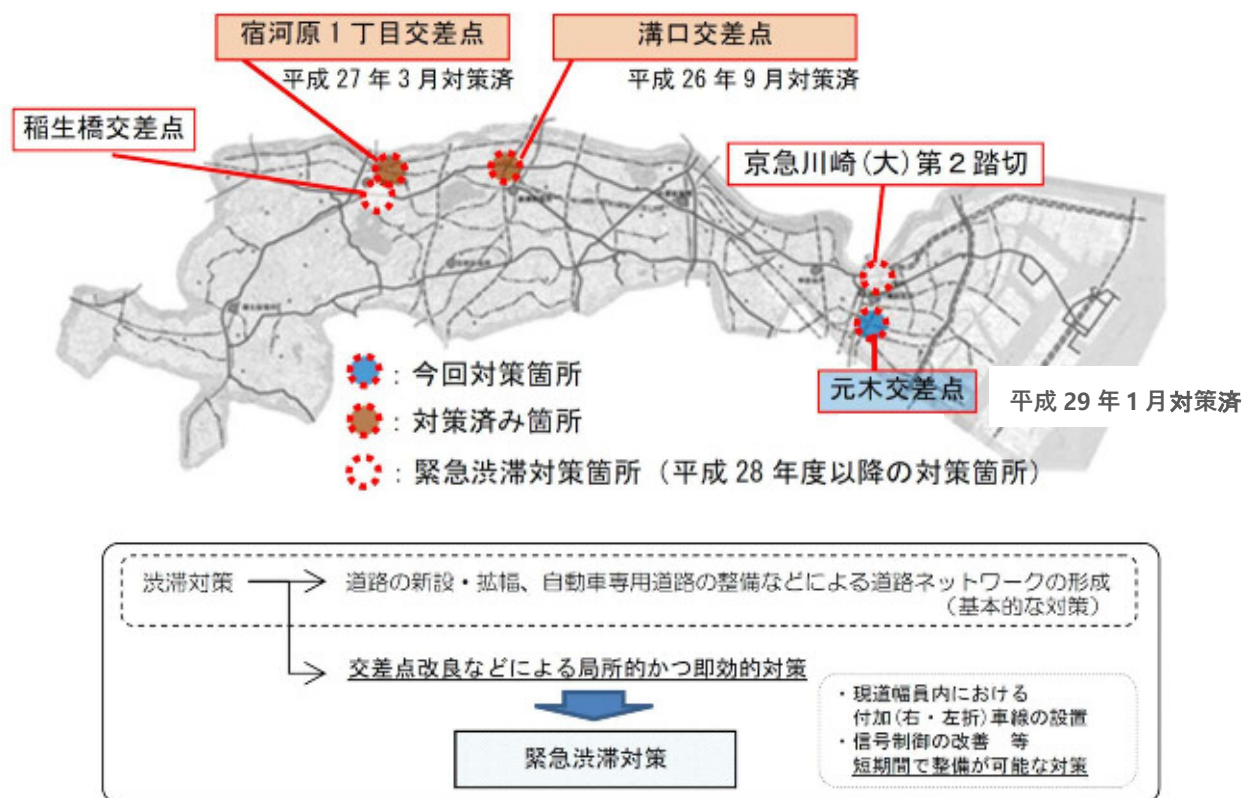 宿河原1丁目交差点
溝口交差点
平成27年3月対策済
平成26年9月対策済
稲生橋交差点
京急川崎(大)第2踏切
元木交差点
平成29年1月対策済
：今回対策箇所
：対策済み箇所
：緊急渋滞対策箇所（平成28年度以降の対策箇所）
渋滞対策
道路の新設・拡幅、自動車専用道路の整備などによる道路ネットワークの形成
（基本的な対策）
交差点改良などによる局所的かつ即効的対策
緊急渋滞対策
・現道幅員内における
付加(右・左折)車線の設置
・信号制御の改善　等
短期間で整備が可能な対策